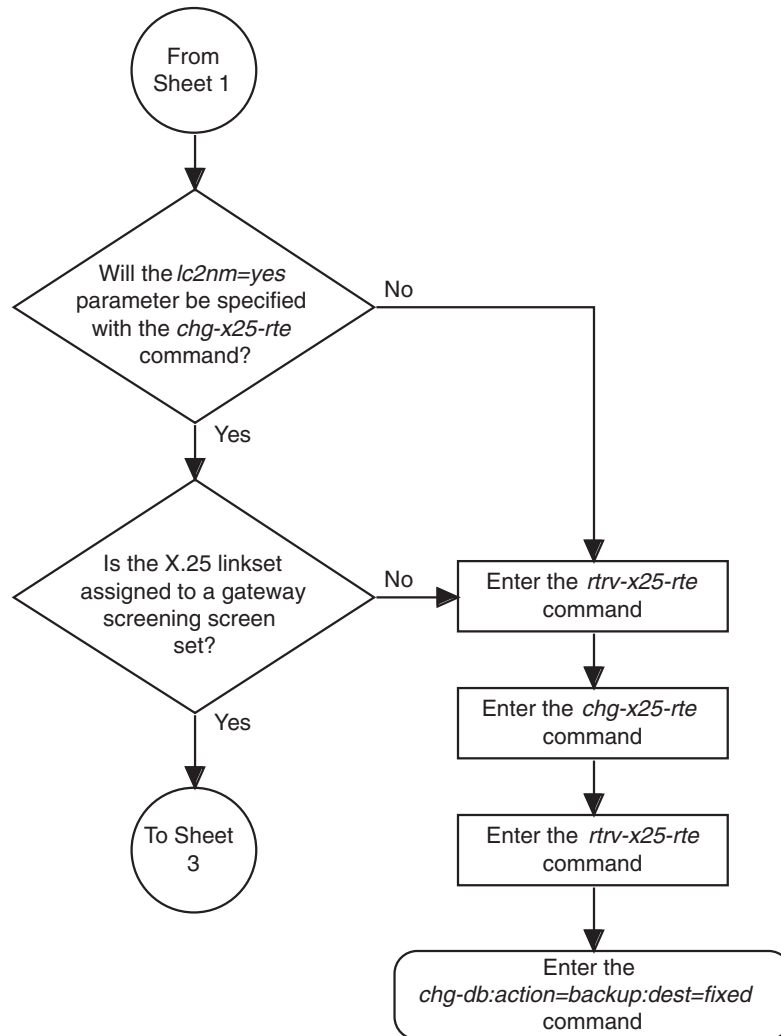 From
Sheet 1
Will the lc2nm=yes
parameter be specified
with the chg-x25-rte
command?
No
Yes
Is the X.25 linkset
assigned to a gateway
screening screen
set?
No
Yes
To Sheet
3
Enter the rtrv-x25-rte
command
Enter the chg-x25-rte
command
Enter the rtrv-x25-rte
command
Enter the
chg-db:action=backup:dest=fixed
command